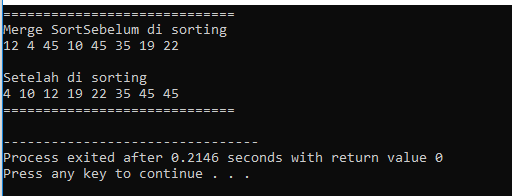 =============================
Merge SortSebelum di sorting
12 4 45 10 45 35 19 22
Setelah di sorting
4 10 12 19 22 35 45 45
=============================
--------------------------------
Process exited after 0.2146 seconds with return value 0
Press any key to continue . . .